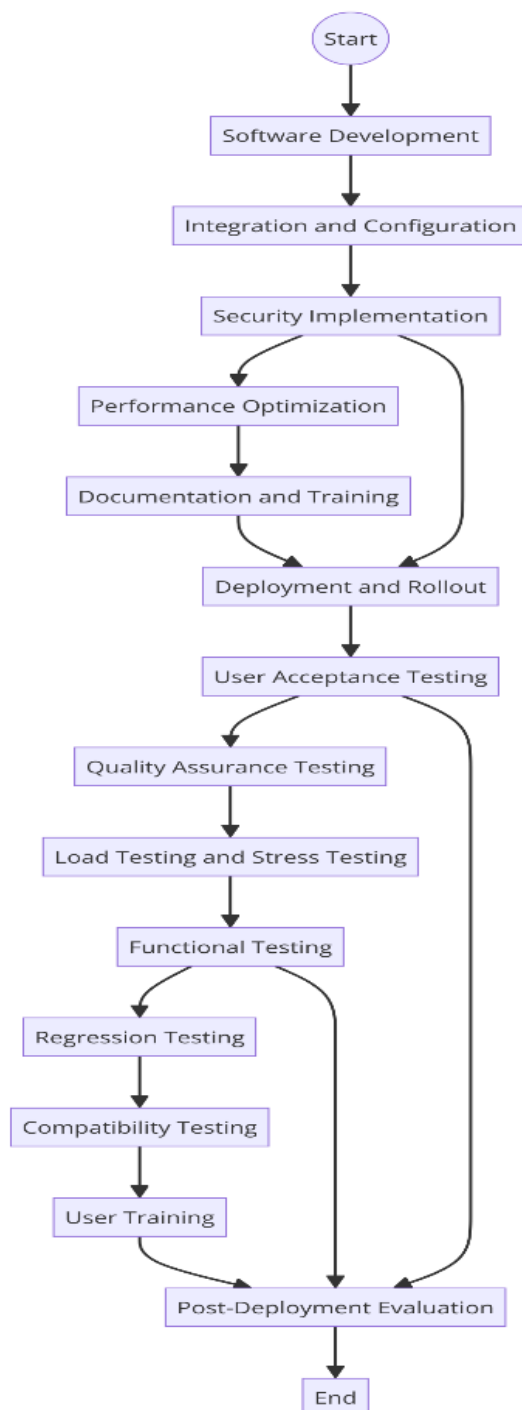 Start
Software Development
Integration and Configuration
Security Implementation
Performance Optimization
Documentation and Training
Deployment and Rollout
User Acceptance Testing
Quality Assurance Testing
Load Testing and Stress Testing
Functional Testing
Regression Testing
Compatibility Testing
User Training
Post-Deployment Evaluation
End